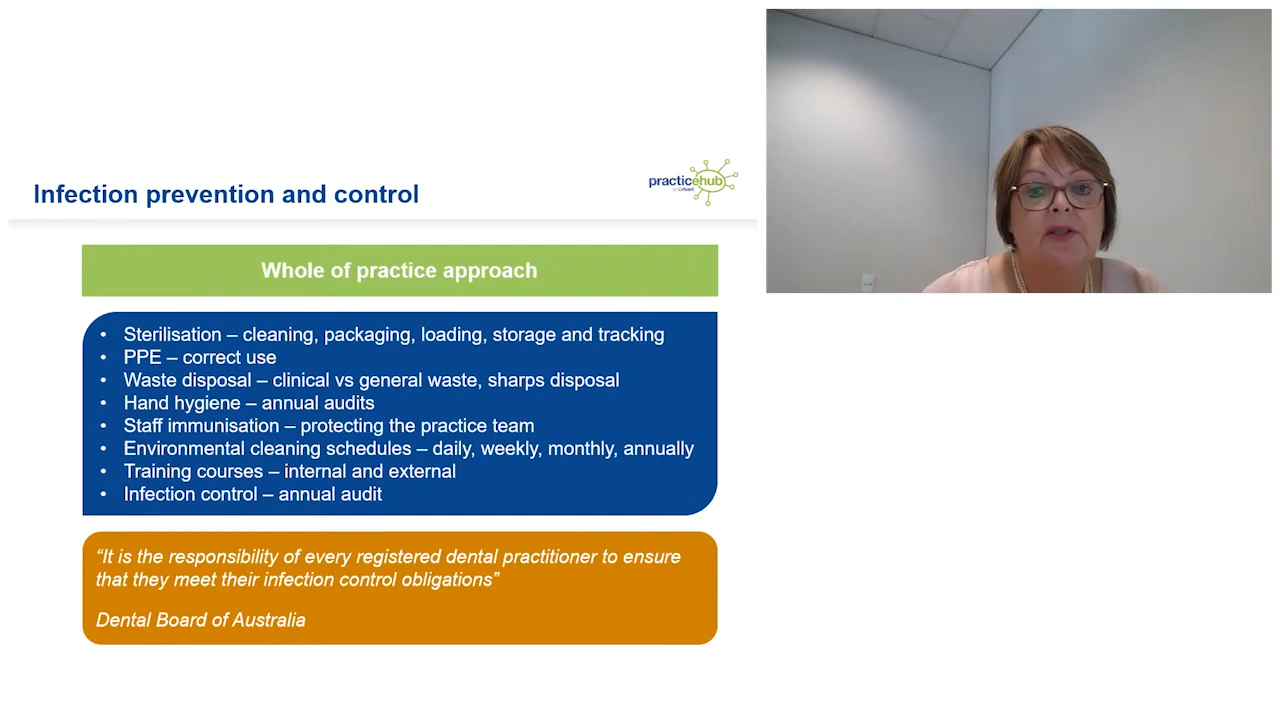 practicehub
by Avant
Infection prevention and control
Whole of practice approach
• Sterilisation – cleaning, packaging, loading, storage and tracking
• PPE – correct use
• Waste disposal – clinical vs general waste, sharps disposal
• Hand hygiene – annual audits
• Staff immunisation – protecting the practice team
• Environmental cleaning schedules – daily, weekly, monthly, annually
• Training courses – internal and external
• Infection control – annual audit
“It is the responsibility of every registered dental practitioner to ensure
that they meet their infection control obligations”
Dental Board of Australia